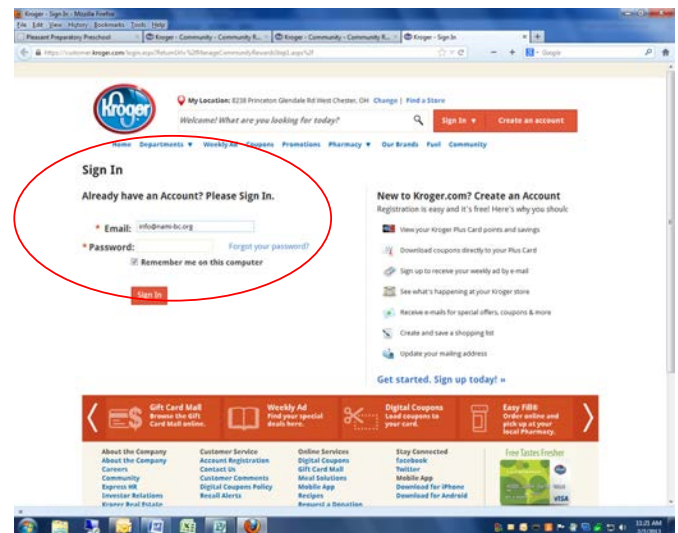 Kroger - Sign In - Mozilla Firefox
File Edit View History Bookmarks Tools Help
Pleasant Preparatory Preschool
Kroger - Community - Community R...
Kroger - Community - Community R...
Kroger - Sign In
Google
Kroger
My Location: 8238 Princeton Glendale Rd West Chester, OH Change | Find a Store
Welcome! What are you looking for today?
Sign In
Create an account
Home Departments Weekly Ad Coupons Promotions Pharmacy Our Brands Fuel Community
Sign In
Already have an Account? Please Sign In.
* Email: info@nami-bc.org
* Password: Forgot your password?
Remember me on this computer
Sign In
New to Kroger.com? Create an Account
Registration is easy and it's free! Here's why you shoulc
View your Kroger Plus Card points and savings
Download coupons directly to your Plus Card
Sign up to receive your weekly ad by e-mail
See what's happening at your Kroger store
Receive e-mails for special offers, coupons & more
Create and save a shopping list
Update your mailing address
Get started. Sign up today! »
Gift Card Mall
Browse the Gift Card Mall online.
Weekly Ad
Find your special deals here.
Digital Coupons
Load coupons to your card.
Easy Fill®
Order online and pick up at your local Pharmacy.
About the Company
About the Company
Careers
Community
Express HR
Investor Relations
Kroger Real Estate
Customer Service
Account Registration
Contact Us
Customer Comments
Digital Coupons Policy
Recall Alerts
Online Services
Digital Coupons
Gift Card Mall
Meal Solutions
Mobile App
Recipes
Request a Donation
Stay Connected
Facebook
Twitter
Mobile App
Download for iPhone
Download for Android
Free Tastes Fresher
VISA
11:21 AM